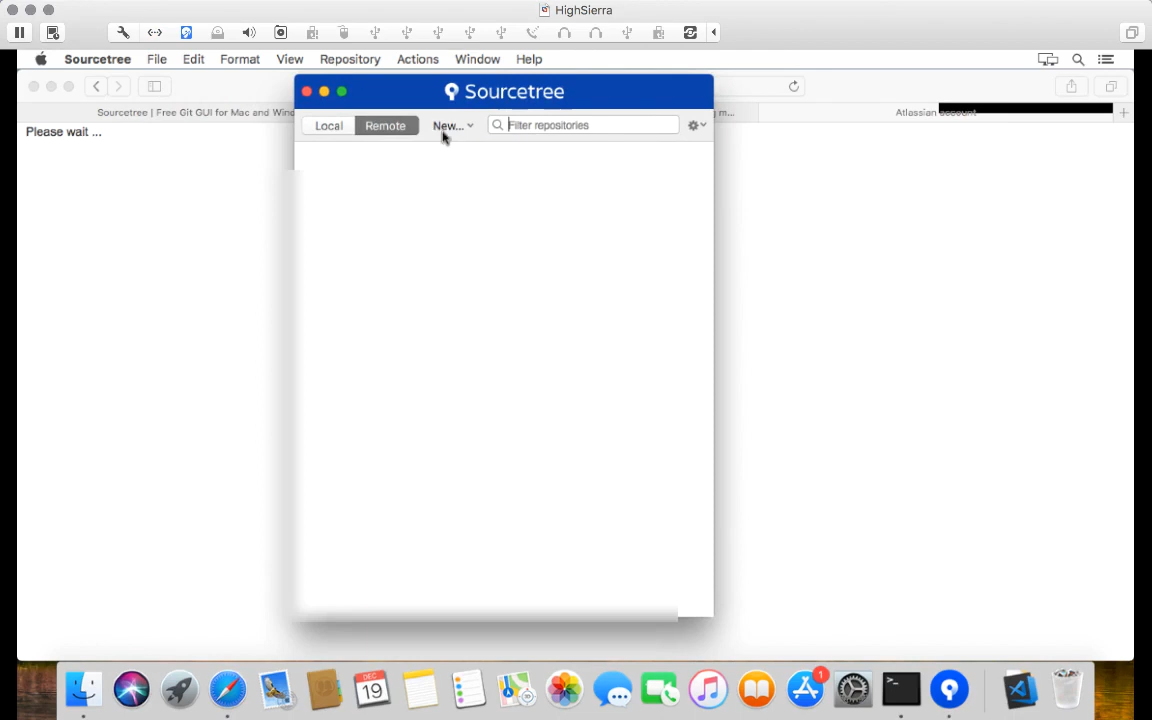 HighSierra
Sourcetree File Edit Format View Repository Actions Window Help
Sourcetree
Sourcetree | Free Git GUI for Mac and Wind
g m...
Atlassian account
Please wait ...
Local Remote New... Filter repositories
DEC
19
1
>_